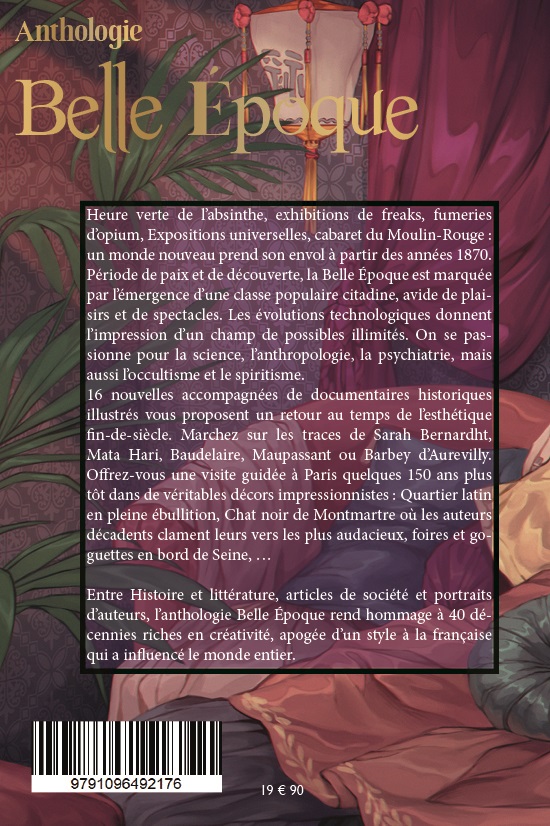 Anthologie
Belle Époque
Heure verte de l'absinthe, exhibitions de freaks, fumeries
d'opium, Expositions universelles, cabaret du Moulin-Rouge :
un monde nouveau prend son envol à partir des années 1870.
Période de paix et de découverte, la Belle Époque est marquée
par l'émergence d'une classe populaire citadine, avide de plai-
sirs et de spectacles. Les évolutions technologiques donnent
l'impression d'un champ de possibles illimités. On se pas-
sionne pour la science, l'anthropologie, la psychiatrie, mais
aussi l'occultisme et le spiritisme.
16 nouvelles accompagnées de documentaires historiques
illustrés vous proposent un retour au temps de l'esthétique
fin-de-siècle. Marchez sur les traces de Sarah Bernardht,
Mata Hari, Baudelaire, Maupassant ou Barbey d'Aurevilly.
Offrez-vous une visite guidée à Paris quelques 150 ans plus
tôt dans de véritables décors impressionnistes : Quartier latin
en pleine ébullition, Chat noir de Montmartre où les auteurs
décadents clament leurs vers les plus audacieux, foires et go-
guettes en bord de Seine, …
Entre Histoire et littérature, articles de société et portraits
d'auteurs, l'anthologie Belle Époque rend hommage à 40 dé-
cennies riches en créativité, apogée d'un style à la française
qui a influencé le monde entier.
9791096492176
19 € 90